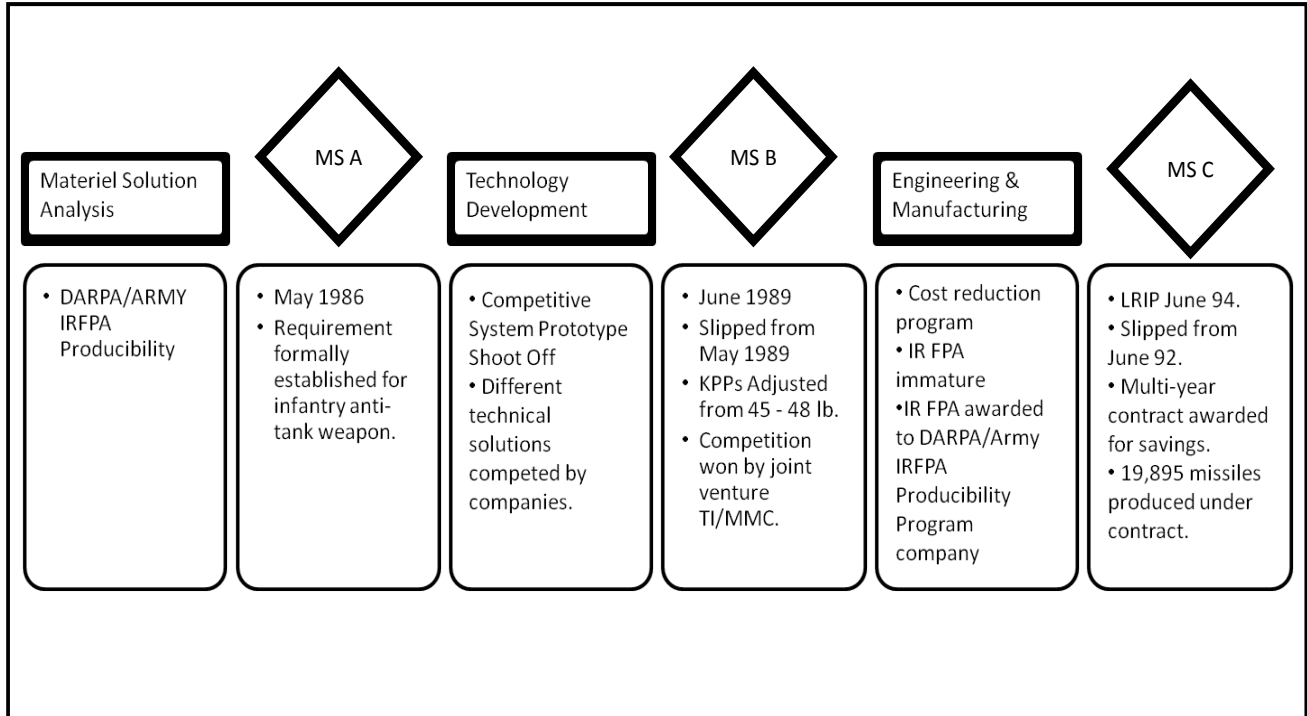 Materiel Solution
Analysis
MS A
Technology
Development
MS B
Engineering &
Manufacturing
MS C
• DARPA/ARMY
IRFPA
Producibility
• May 1986
• Requirement
formally
established for
infantry anti-
tank weapon.
• Competitive
System Prototype
Shoot Off
• Different
technical
solutions
competed by
companies.
• June 1989
• Slipped from
May 1989
• KPPs Adjusted
from 45 - 48 lb.
• Competition
won by joint
venture
TI/MMC.
• Cost reduction
program
• IR FPA
immature
•IR FPA awarded
to DARPA/Army
IRFPA
Producibility
Program
company
• LRIP June 94.
• Slipped from
June 92.
• Multi-year
contract awarded
for savings.
• 19,895 missiles
produced under
contract.